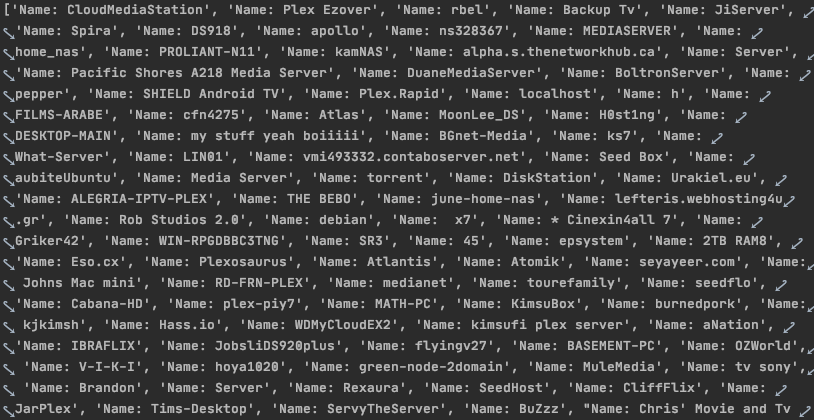 ['Name: CloudMediaStation', 'Name: Plex Ezover', 'Name: rbel', 'Name: Backup Tv', 'Name: JiServer',
'Name: Spira', 'Name: DS918', 'Name: apollo', 'Name: ns328367', 'Name: MEDIASERVER', 'Name:
home_nas', 'Name: PROLIANT-N11', 'Name: kamNAS', 'Name: alpha.s.thenetworkhub.ca', 'Name: Server',
'Name: Pacific Shores A218 Media Server', 'Name: DuaneMediaServer', 'Name: BoltronServer', 'Name:
pepper', 'Name: SHIELD Android TV', 'Name: Plex.Rapid', 'Name: localhost', 'Name: h', 'Name:
FILMS-ARABE', 'Name: cfn4275', 'Name: Atlas', 'Name: MoonLee_DS', 'Name: H0st1ng', 'Name:
DESKTOP-MAIN', 'Name: my stuff yeah boiiiii', 'Name: BGnet-Media', 'Name: ks7', 'Name:
What-Server', 'Name: LIN01', 'Name: vmi493332.contaboserver.net', 'Name: Seed Box', 'Name:
aubiteUbuntu', 'Name: Media Server', 'Name: torrent', 'Name: DiskStation', 'Name: Urakiel.eu',
'Name: ALEGRIA-IPTV-PLEX', 'Name: THE BEBO', 'Name: june-home-nas', 'Name: lefteris.webhosting4u
.gr', 'Name: Rob Studios 2.0', 'Name: debian', 'Name:  x7', 'Name: * Cinexin4all 7', 'Name:
Griker42', 'Name: WIN-RPGDBBC3TNG', 'Name: SR3', 'Name: 45', 'Name: epsystem', 'Name: 2TB RAM8',
'Name: Eso.cx', 'Name: Plexosaurus', 'Name: Atlantis', 'Name: Atomik', 'Name: seyayeer.com', 'Name:
Johns Mac mini', 'Name: RD-FRN-PLEX', 'Name: medianet', 'Name: tourefamily', 'Name: seedflo',
'Name: Cabana-HD', 'Name: plex-piy7', 'Name: MATH-PC', 'Name: KimsuBox', 'Name: burnedpork', 'Name:
kjkimsh', 'Name: Hass.io', 'Name: WDMyCloudEX2', 'Name: kimsufi plex server', 'Name: aNation',
'Name: IBRAFLIX', 'Name: JobsliDS920plus', 'Name: flyingv27', 'Name: BASEMENT-PC', 'Name: OZWorld',
'Name: V-I-K-I', 'Name: hoya1020', 'Name: green-node-2domain', 'Name: MuleMedia', 'Name: tv sony',
'Name: Brandon', 'Name: Server', 'Name: Rexaura', 'Name: SeedHost', 'Name: CliffFlix', 'Name:
JarPlex', 'Name: Tims-Desktop', 'Name: ServyTheServer', 'Name: BuZzz', "Name: Chris' Movie and Tv